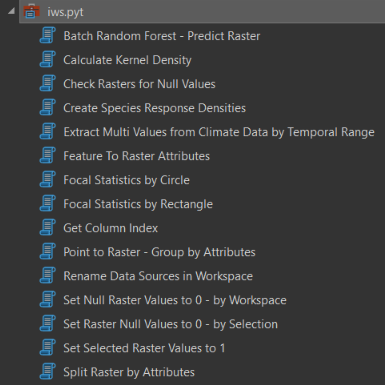 iws.pyt
Batch Random Forest - Predict Raster
Calculate Kernel Density
Check Rasters for Null Values
Create Species Response Densities
Extract Multi Values from Climate Data by Temporal Range
Feature To Raster Attributes
Focal Statistics by Circle
Focal Statistics by Rectangle
Get Column Index
Point to Raster - Group by Attributes
Rename Data Sources in Workspace
Set Null Raster Values to 0 - by Workspace
Set Raster Null Values to 0 - by Selection
Set Selected Raster Values to 1
Split Raster by Attributes